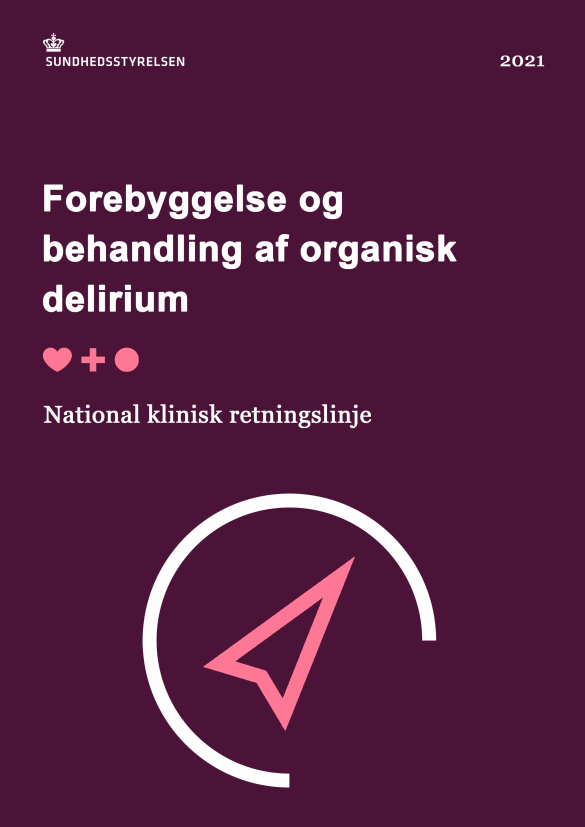 SUNDHEDSSTYRELSEN
2021
Forebyggelse og
behandling af organisk
delirium
National klinisk retningslinje